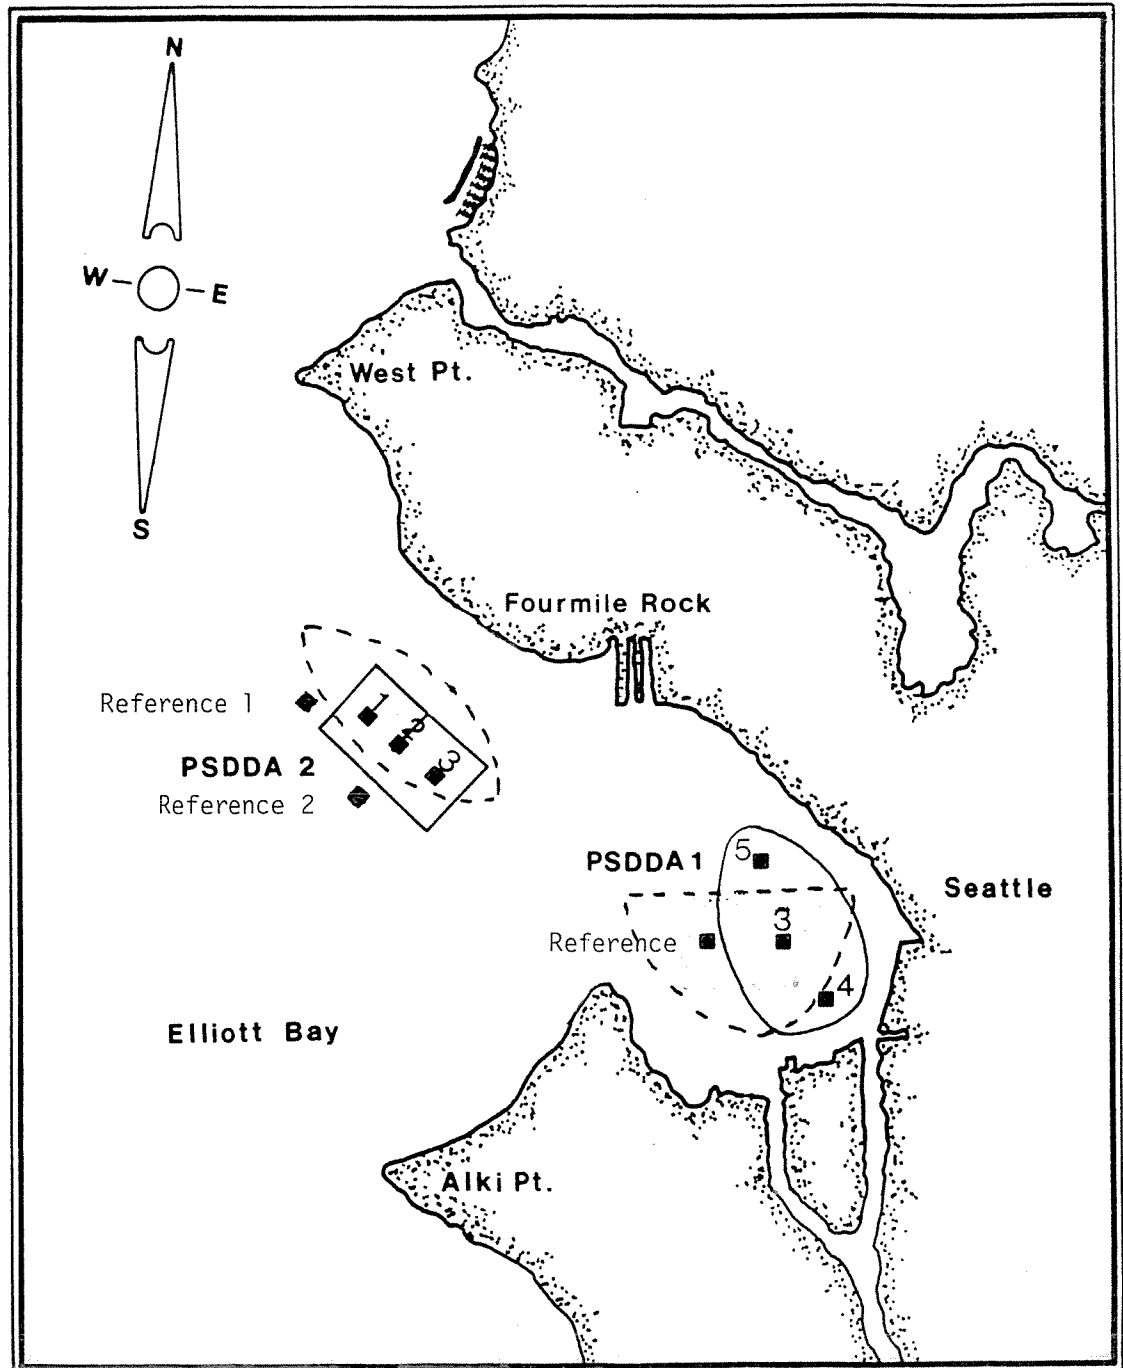 N
W
E
S
West Pt.
Fourmile Rock
Reference 1
1
2
3
PSDDA 2
Reference 2
PSDDA 1
5
Seattle
3
Reference
4
Elliott Bay
Alki Pt.